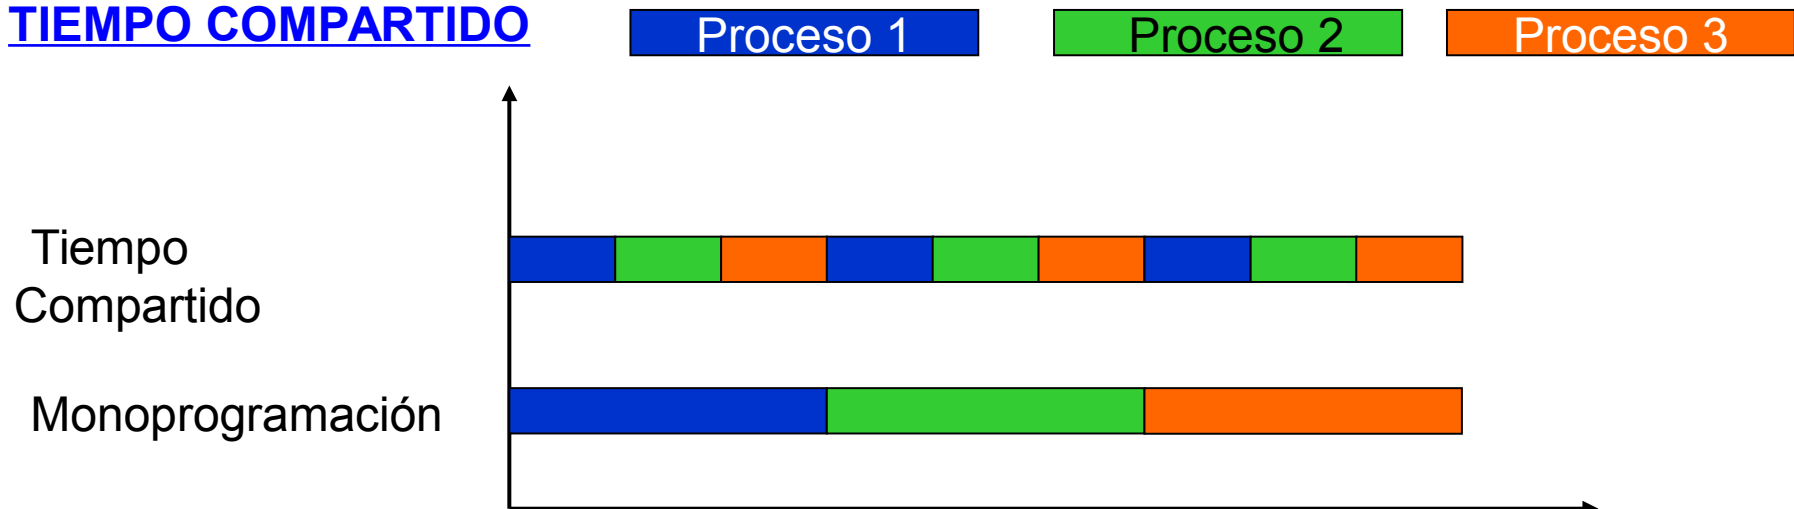 TIEMPO COMPARTIDO
Proceso 1
Proceso 2
Proceso 3
Tiempo
Compartido
Monoprogramación